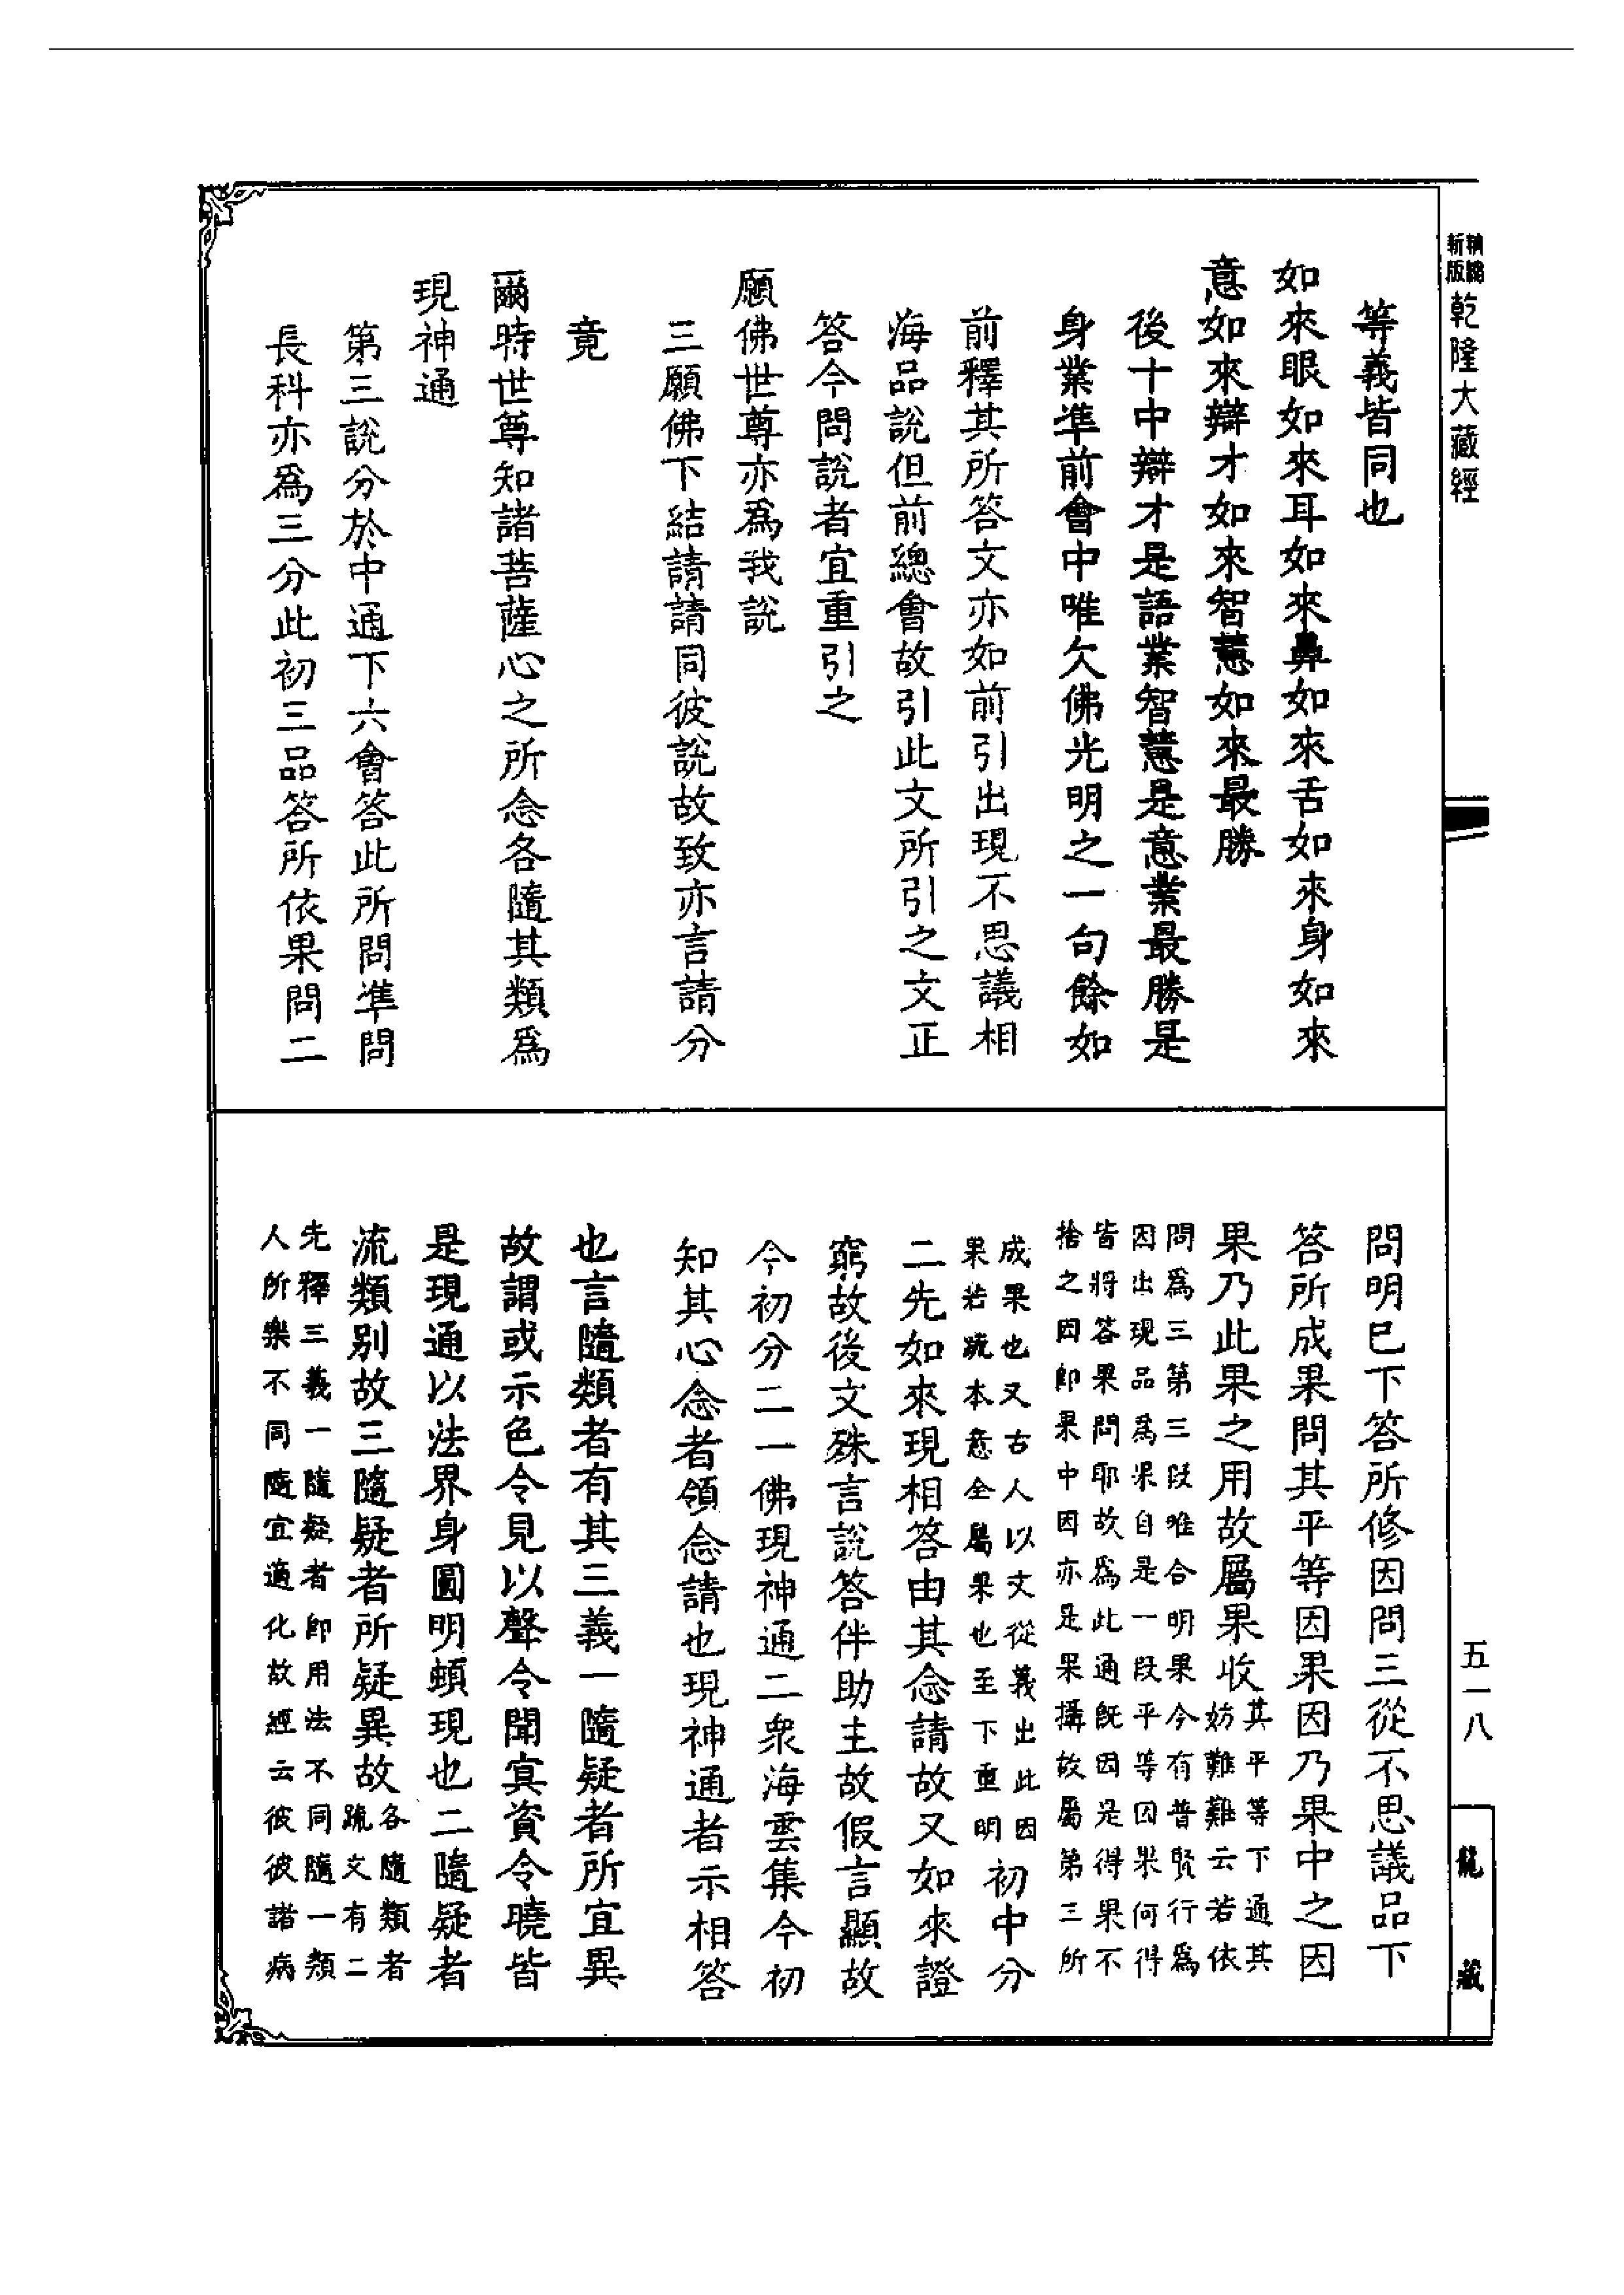 精縮
新版
乾隆大藏經
等義皆同也
如來眼如來耳如來鼻如來舌如來身如來
意如來辯才如來智慧如來最勝
後十中辯才是語業智慧是意業最勝是
身業準前會中唯欠佛光明之一句餘如
前釋其所答文亦如前引出現不思議相
海品說但前總會故引此文所引之文正
答今問說者宜重引之
願佛世尊亦爲我說
三願佛下結請請同彼說故致亦言請分
竟
爾時世尊知諸菩薩心之所念各隨其類爲
現神通
第三說分於中通下六會答此所問準問
長科亦爲三分此初三品答所依果問二
問明巳下答所修因問三從不思議品下
答所成果問其平等因果因乃果中之因
果乃此果之用故屬果收
其平等下通其
妨難難云若依
問爲三第三段唯合明果今有普賢行爲
因出現品爲果自是一段平等因果何得
皆將答果問耶故爲此通旣因是得果不
捨之因卽果中因亦是果攝故屬第三所
成果也又古人以文從義出此因
果若疏本意全屬果也至下重明
初中分
二先如來現相答由其念請故又如來證
窮故後文殊言說答伴助主故假言顯故
今初分二一佛現神通二衆海雲集今初
知其心念者領念請也現神通者示相答
也言隨類者有其三義一隨疑者所宜異
故謂或示色令見以聲令聞冥資令曉皆
是現通以法界身圓明頓現也二隨疑者
流類別故三隨疑者所疑異故
各隨類者
疏文有二
先釋三義一隨疑者卽用法不同隨一類
人所樂不同隨宜適化故經云彼彼諸病
五一八
龍藏